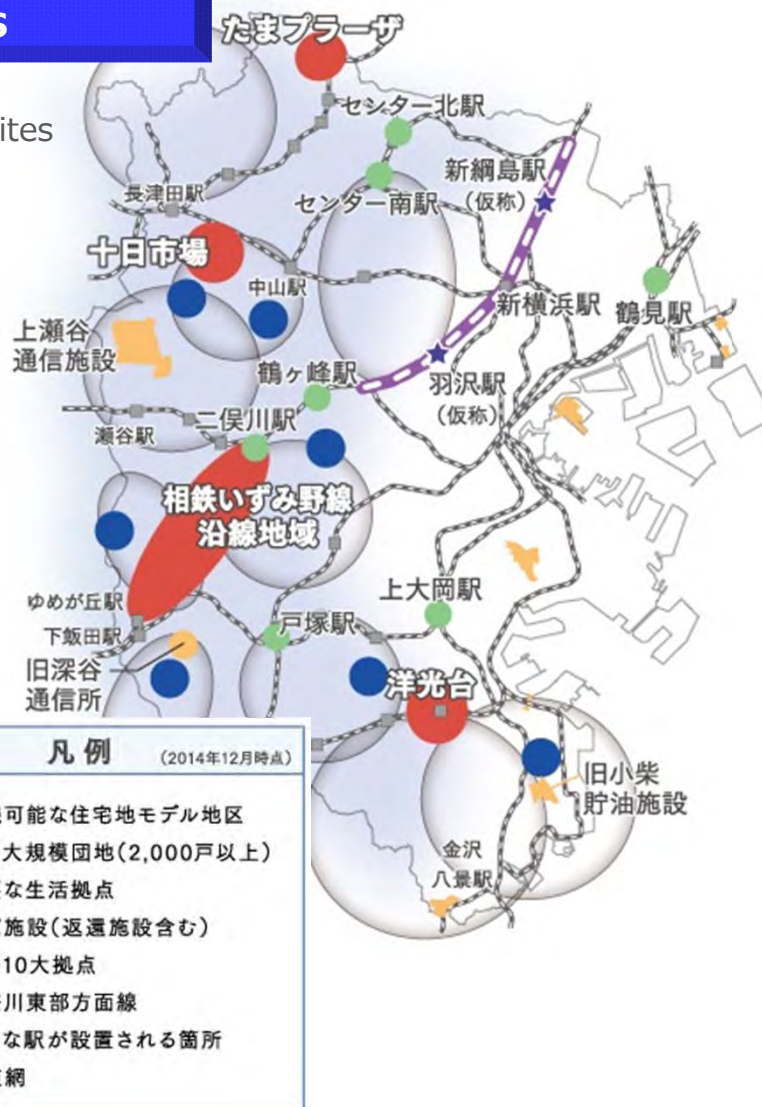 S
ites
たまプラーザ
センター北駅
新綱島駅
(仮称)
長津田駅
センター南駅
十日市場
中山駅
新横浜駅
鶴見駅
上瀬谷
通信施設
鶴ヶ峰駅
羽沢駅
(仮称)
二俣川駅
瀬谷駅
相鉄いずみ野線
沿線地域
ゆめが丘駅
上大岡駅
下飯田駅
戸塚駅
旧深谷
通信所
洋光台
旧小柴
貯油施設
金沢
八景駅
凡例 (2014年12月時点)
可能な住宅地モデル地区
大規模団地(2,000戸以上)
な生活拠点
施設(返還施設含む)
10大拠点
川東部方面線
な駅が設置される箇所
網